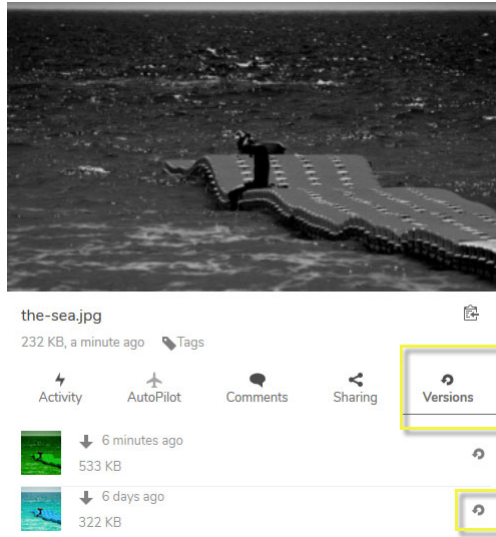 the-sea.jpg
232 KB, a minute ago Tags
Activity AutoPilot Comments Sharing Versions
6 minutes ago
533 KB
6 days ago
322 KB